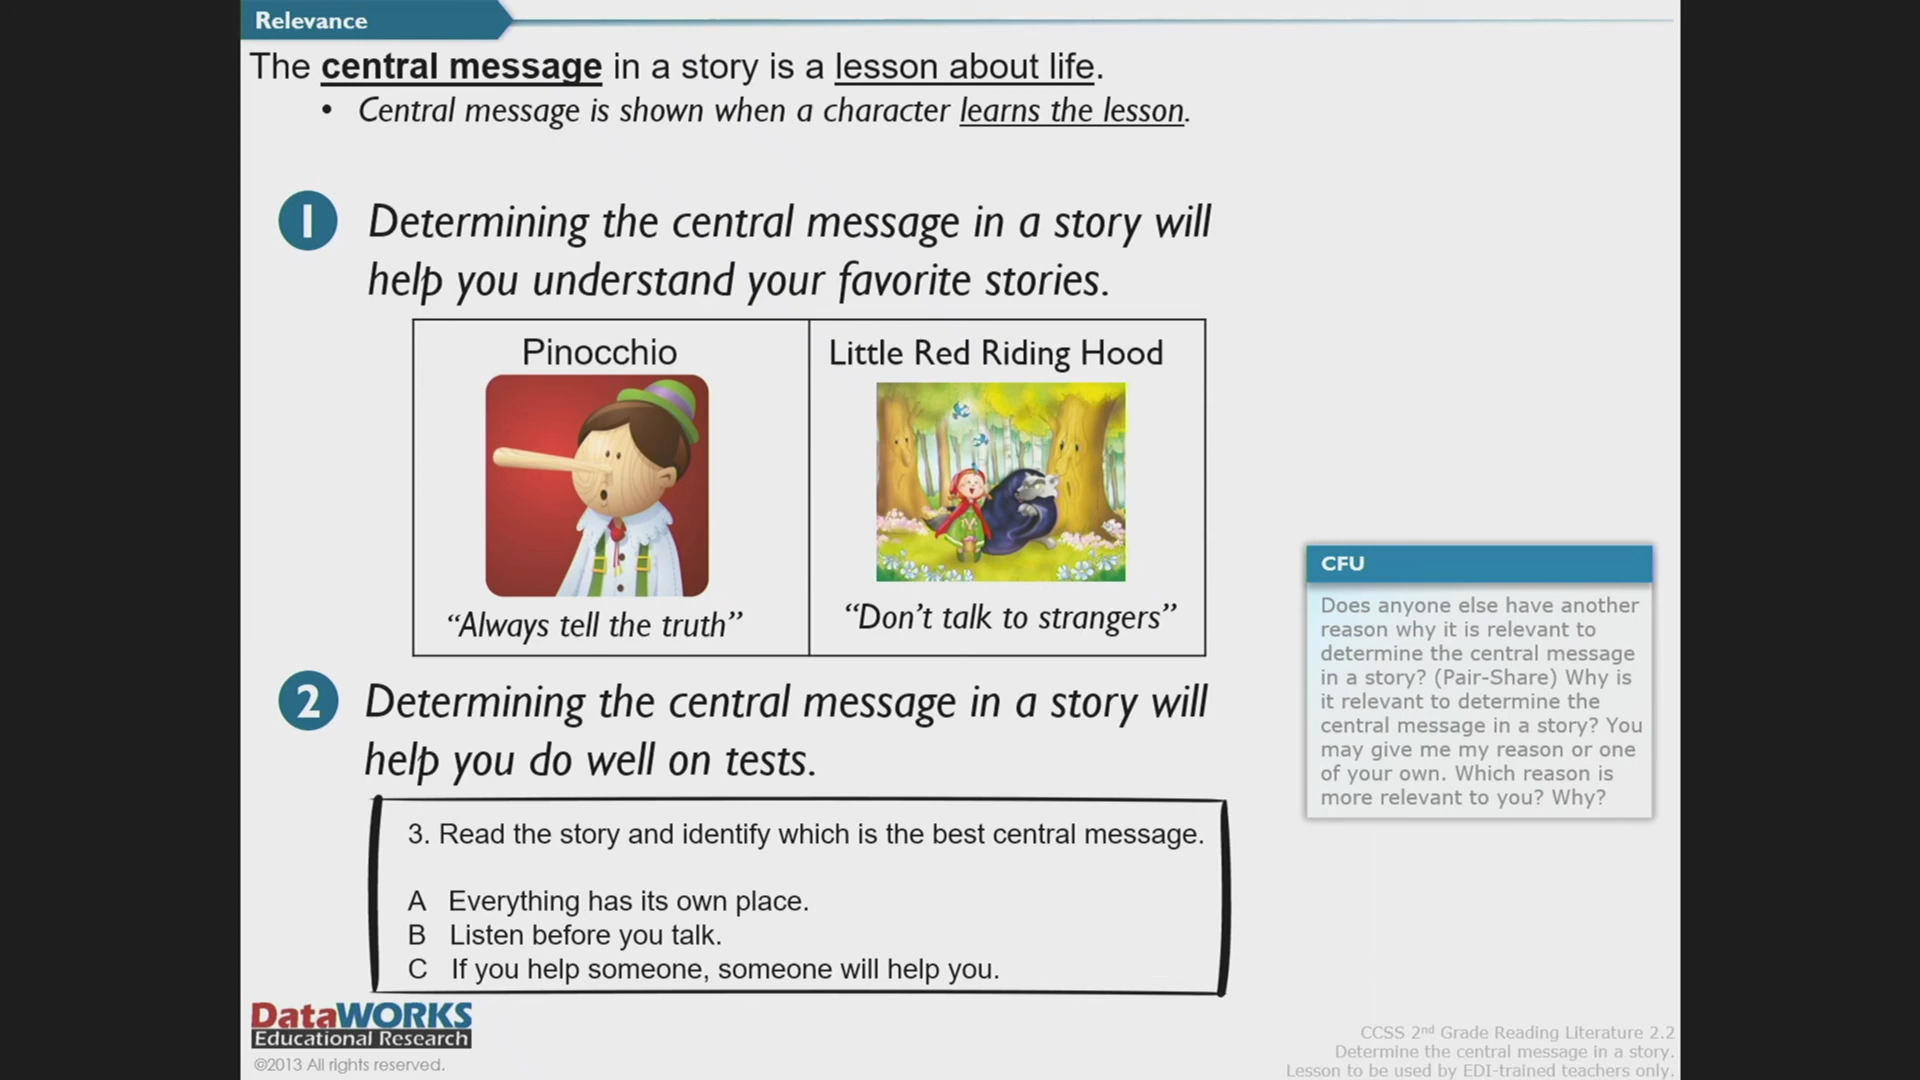 Relevance
The central message in a story is a lesson about life.
• Central message is shown when a character learns the lesson.
1 Determining the central message in a story will
help you understand your favorite stories.
Pinocchio
“Always tell the truth”
Little Red Riding Hood
“Don’t talk to strangers”
2 Determining the central message in a story will
help you do well on tests.
3. Read the story and identify which is the best central message.
A Everything has its own place.
B Listen before you talk.
C If you help someone, someone will help you.
CFU
Does anyone else have another
reason why it is relevant to
determine the central message
in a story? (Pair-Share) Why is
it relevant to determine the
central message in a story? You
may give me my reason or one
of your own. Which reason is
more relevant to you? Why?
DataWORKS
Educational Research
©2013 All rights reserved.
CCSS 2nd Grade Reading Literature 2.2
Determine the central message in a story.
Lesson to be used by EDI-trained teachers only.